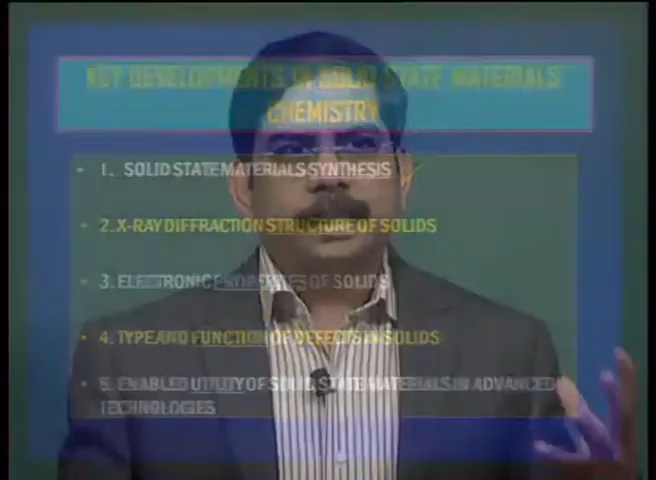 KEY DEVELOPMENTS IN SOLID STATE MATERIALS
CHEMISTRY
• 1. SOLID STATE MATERIALS SYNTHESIS
• 2. X-RAY DIFFRACTION STRUCTURE OF SOLIDS
• 3. ELECTRONIC PROPERTIES OF SOLIDS
• 4. TYPE AND FUNCTION OF DEFECTS IN SOLIDS
• 5. ENABLED UTILITY OF SOLID STATE MATERIALS IN ADVANCED
TECHNOLOGIES